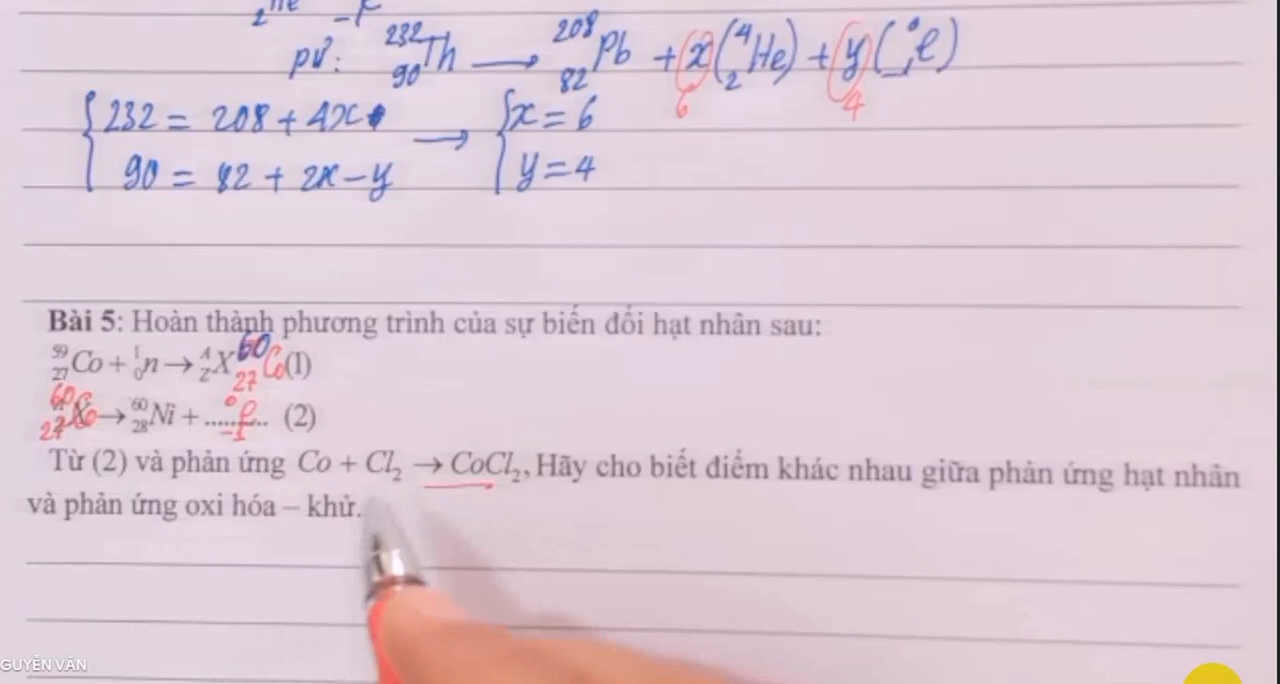 pư: ²³²₉₀Th → ²⁰⁸₈₂Pb + x(⁴₂He) + y(⁰₋₁e)
6 4
{232 = 208 + 4x → {x = 6
90 = 82 + 2x − y y = 4
Bài 5: Hoàn thành phương trình của sự biến đổi hạt nhân sau:
⁵⁹₂₇Co + ¹₀n → ᴬ_ZX ⁶⁰₂₇Co (1)
⁶⁰₂₇Co → ⁶⁰₂₈Ni + ...⁰₋₁e... (2)
Từ (2) và phản ứng Co + Cl₂ → CoCl₂, Hãy cho biết điểm khác nhau giữa phản ứng hạt nhân
và phản ứng oxi hóa – khử.
GUYỄN VĂN